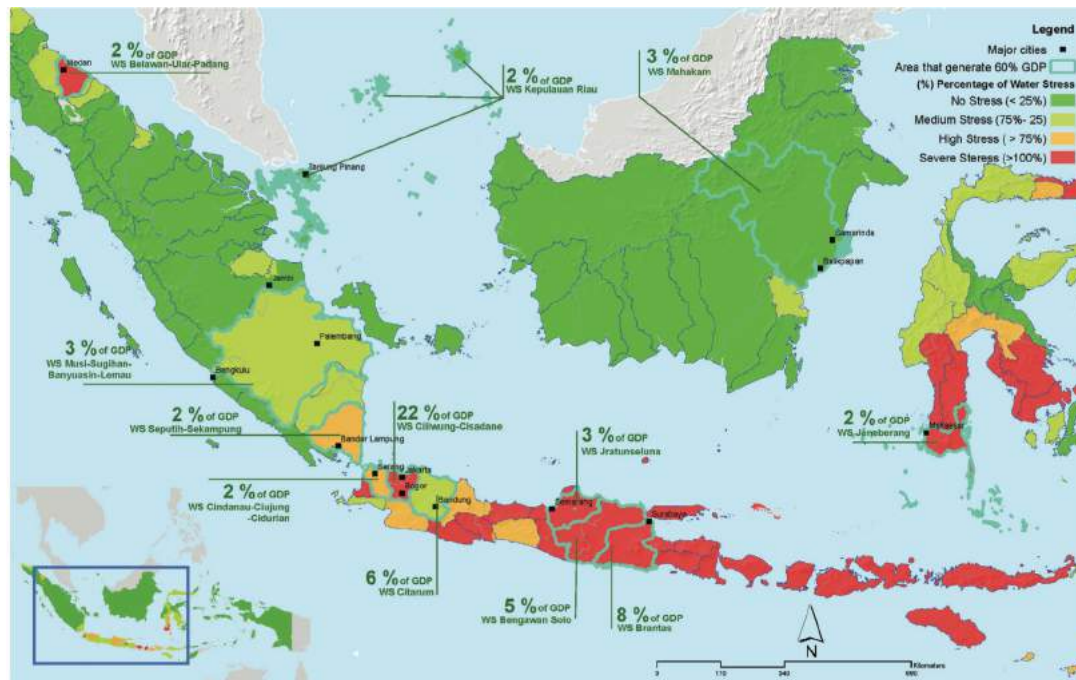 2 % of GDP
WS Belawan-Ular-Padang
Medan
2 % of GDP
WS Kepulauan Riau
3 % of GDP
WS Mahakam
Legend
Major cities
Area that generate 60% GDP
(%) Percentage of Water Stress
No Stress (< 25%)
Medium Stress (75%- 25)
High Stress ( > 75%)
Severe Steress (>100%)
Tanjung Pinang
Samarinda
Balikpapan
Jambi
Palembang
3 % of GDP
WS Musi-Sugihan-
Banyuasin-Lemau
Bengkulu
2 % of GDP
WS Seputih-Sekampung
Bandar Lampung
22 % of GDP
WS Ciliwung-Cisadane
3 % of GDP
WS Jratunseluna
2 % of GDP
WS Jeneberang
Makassar
Serang
Jakarta
Bogor
2 % of GDP
WS Cindanau-Ciujung
-Cidurian
Bandung
Semarang
Surabaya
6 % of GDP
WS Citarum
5 % of GDP
WS Bengawan Solo
8 % of GDP
WS Brantas
N
Kilometers
0 110 220 440